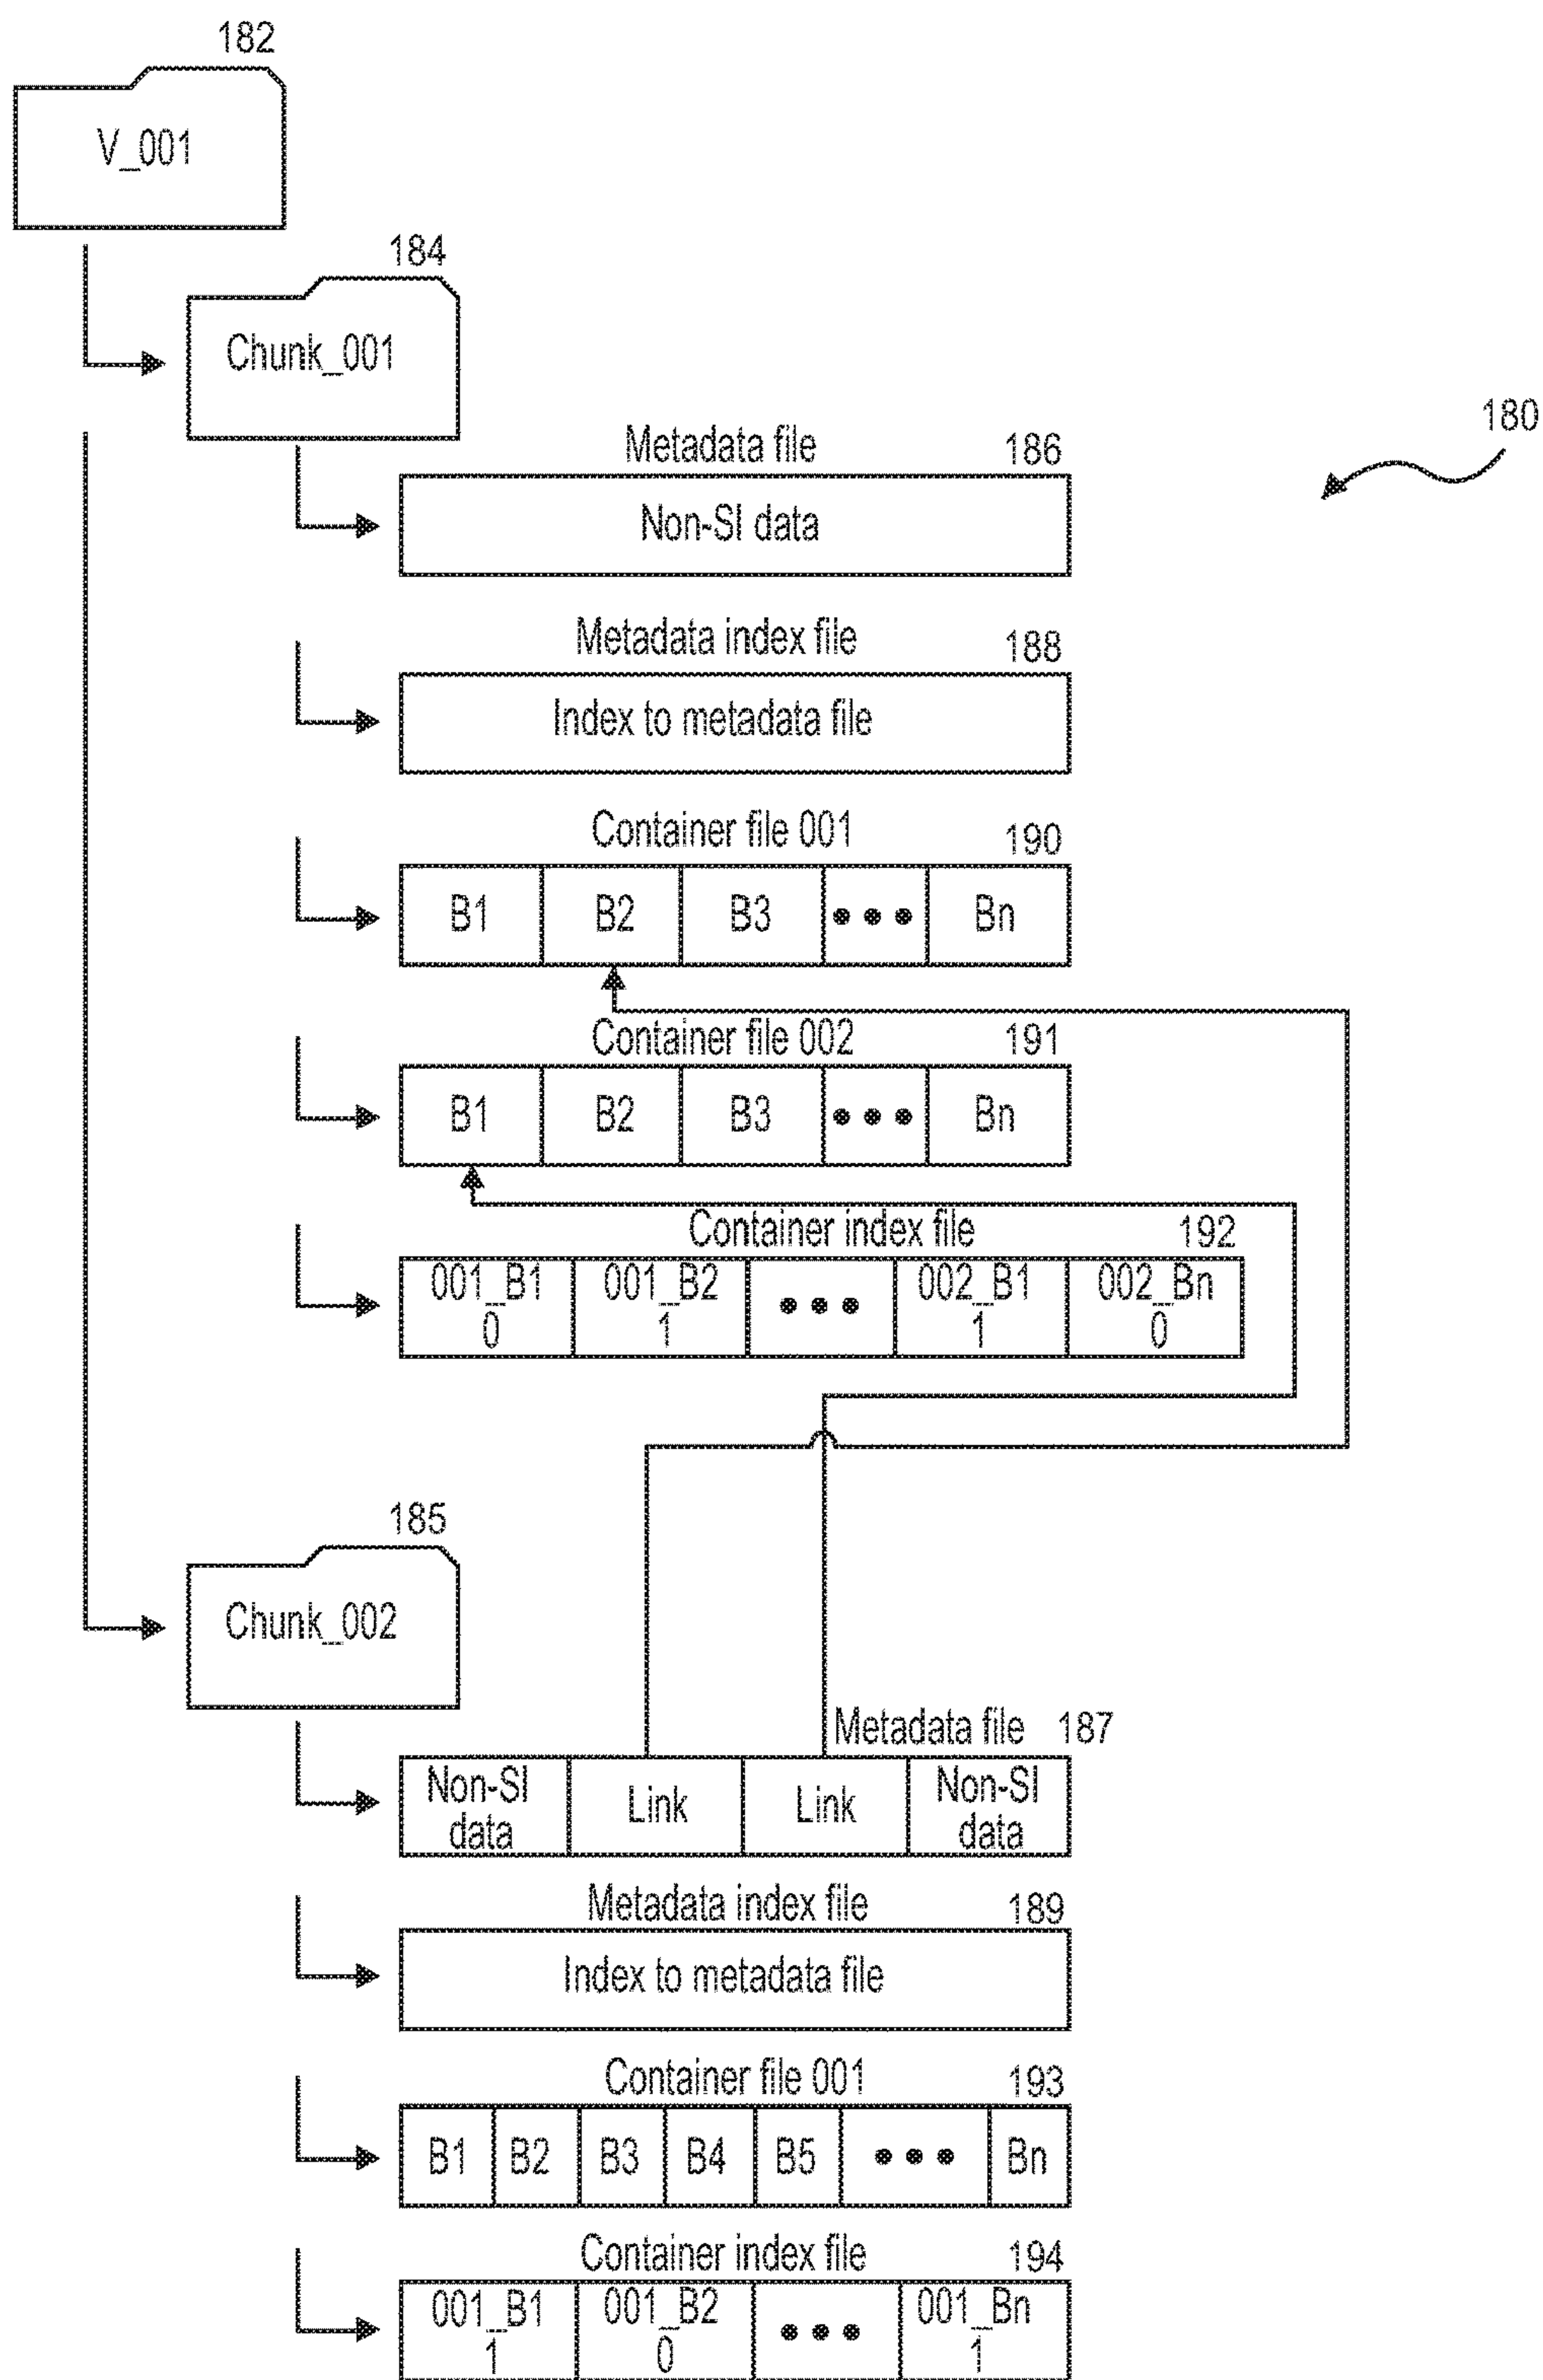 182
V_001
184
Chunk_001
180
Metadata file 186
Non-SI data
Metadata index file 188
Index to metadata file
Container file 001 190
B1 B2 B3 ●●● Bn
Container file 002 191
B1 B2 B3 ●●● Bn
Container index file 192
001_B1 001_B2 ●●● 002_B1 002_Bn
0 1 1 0
185
Chunk_002
Metadata file 187
Non-SI Link Link Non-SI
data data
Metadata index file 189
Index to metadata file
Container file 001 193
B1 B2 B3 B4 B5 ●●● Bn
Container index file 194
001_B1 001_B2 ●●● 001_Bn
1 0 1